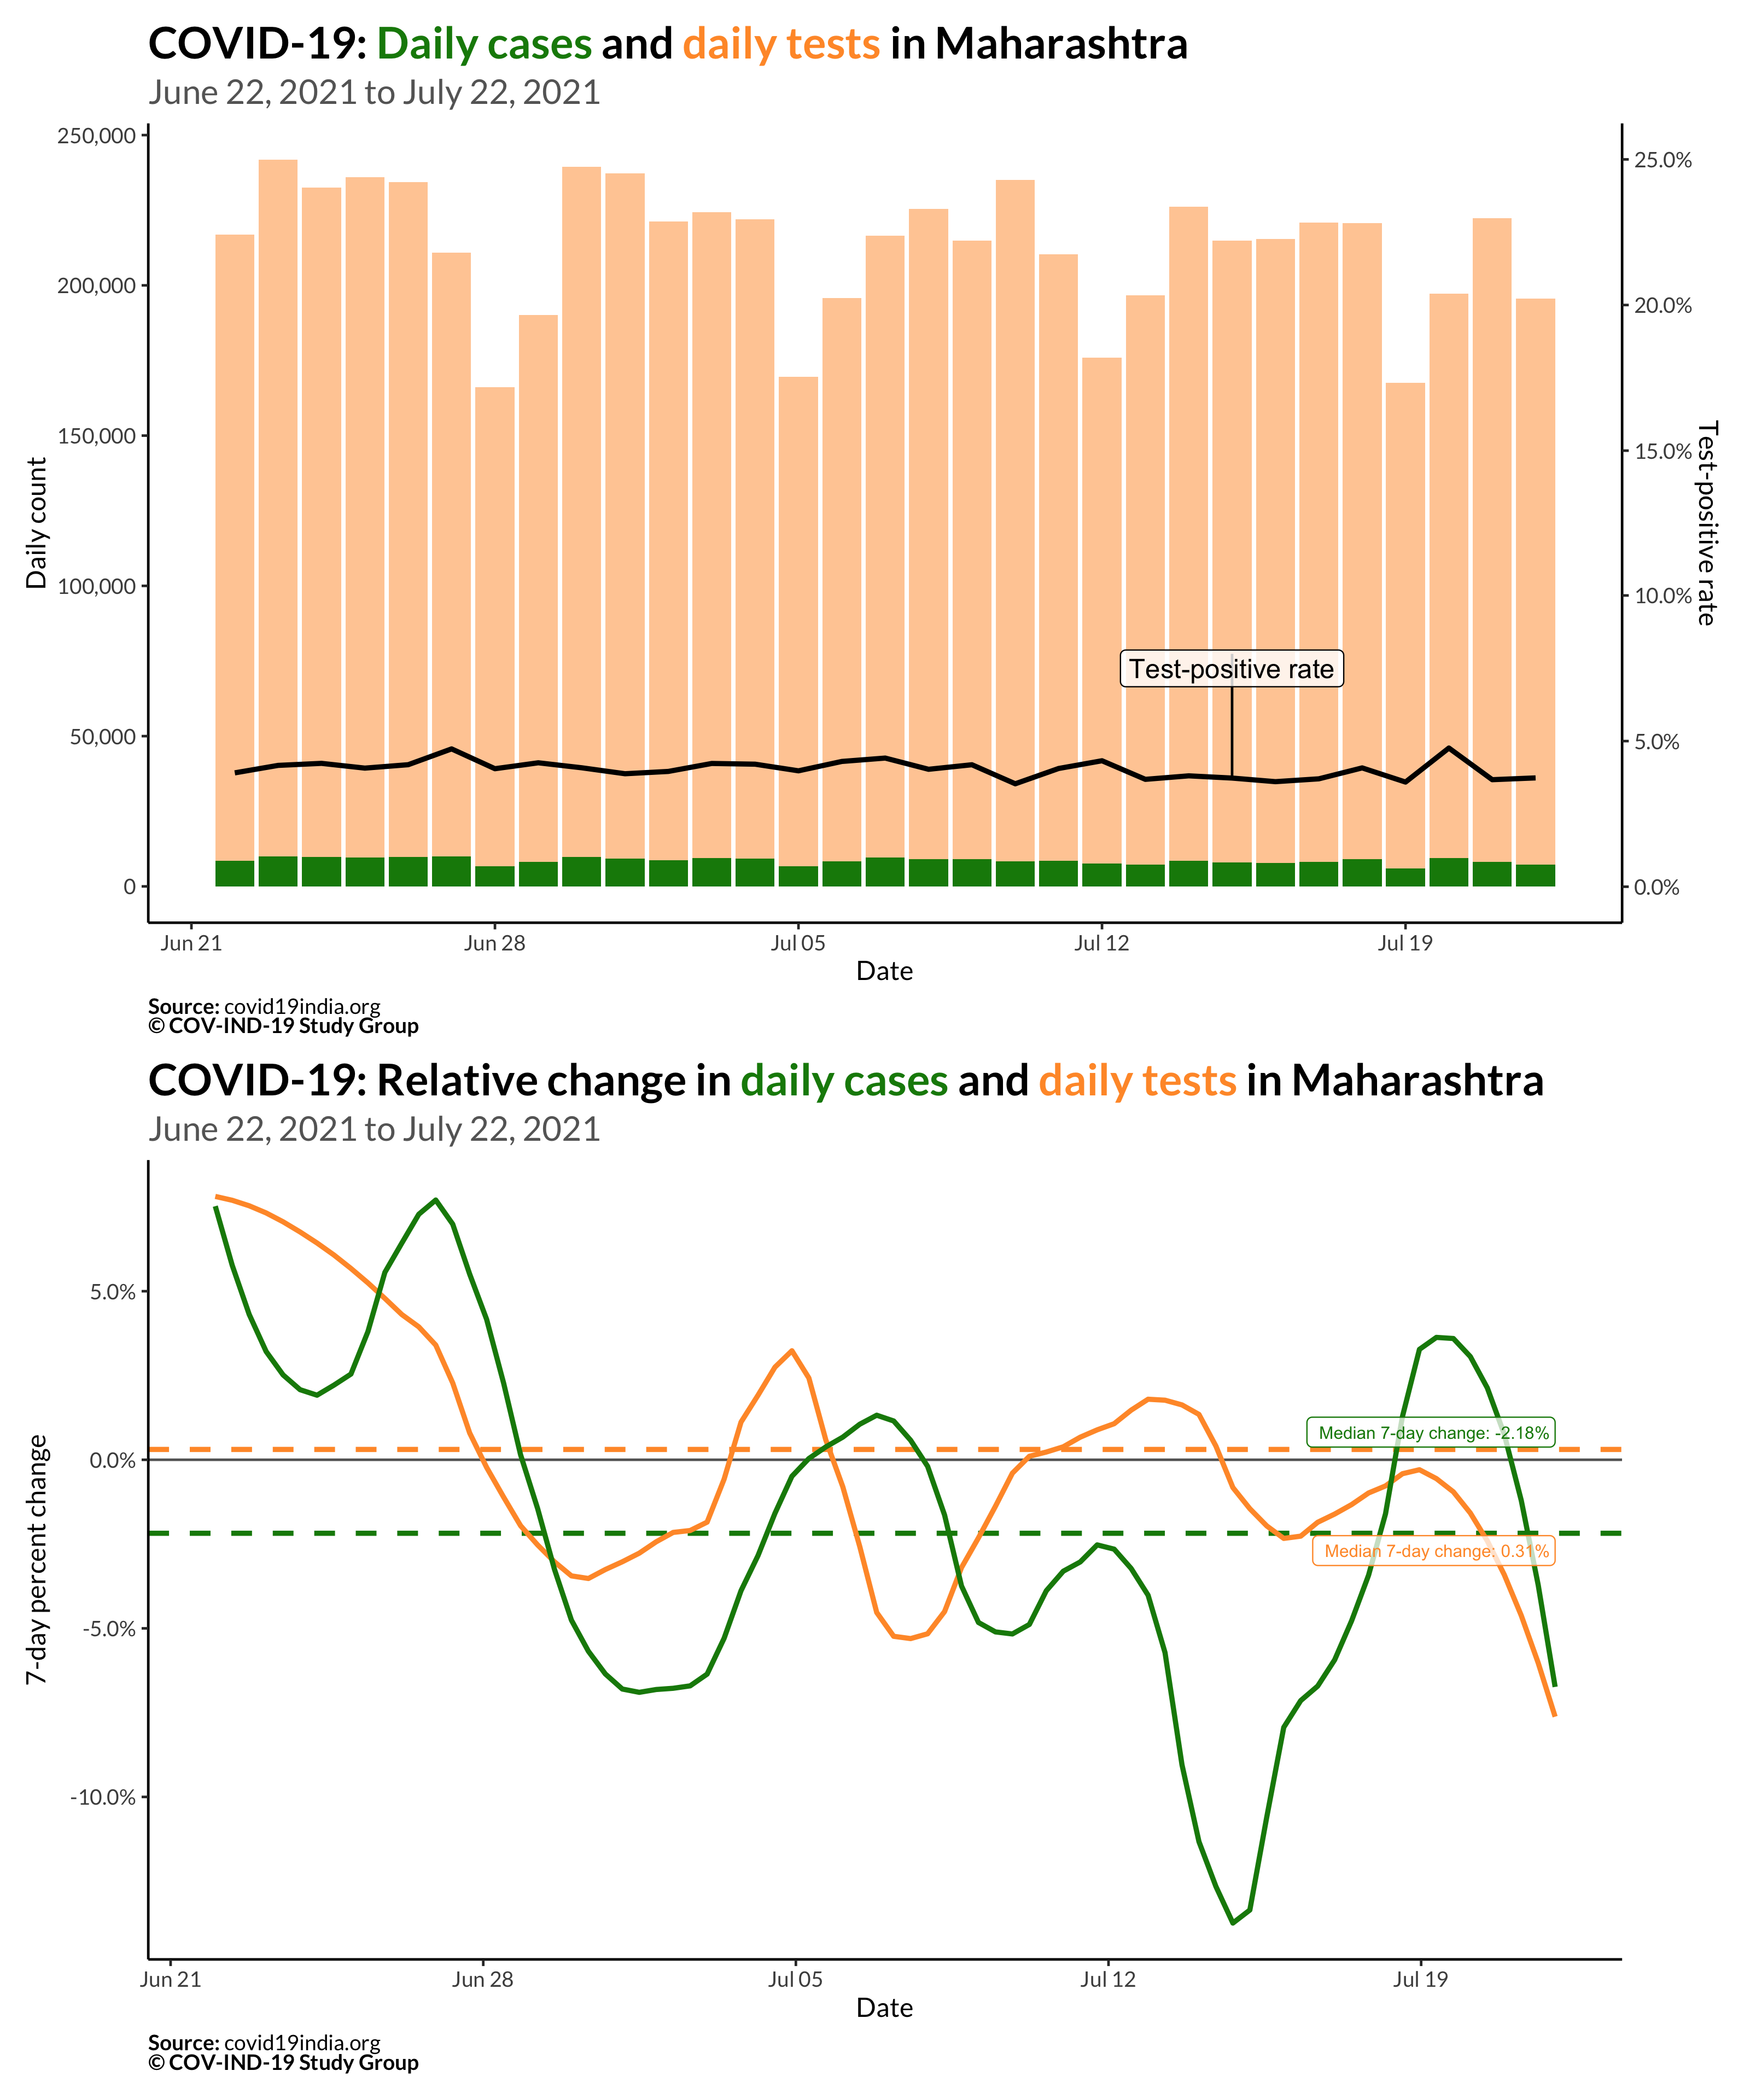 COVID-19: Daily cases and daily tests in Maharashtra
June 22, 2021 to July 22, 2021
250,000
200,000
150,000
100,000
50,000
0
Daily count
25.0%
20.0%
15.0%
10.0%
5.0%
0.0%
Test-positive rate
Test-positive rate
Jun 21
Jun 28
Jul 05
Jul 12
Jul 19
Date
Source: covid19india.org
© COV-IND-19 Study Group
COVID-19: Relative change in daily cases and daily tests in Maharashtra
June 22, 2021 to July 22, 2021
5.0%
0.0%
-5.0%
-10.0%
7-day percent change
Median 7-day change: -2.18%
Median 7-day change: 0.31%
Jun 21
Jun 28
Jul 05
Jul 12
Jul 19
Date
Source: covid19india.org
© COV-IND-19 Study Group